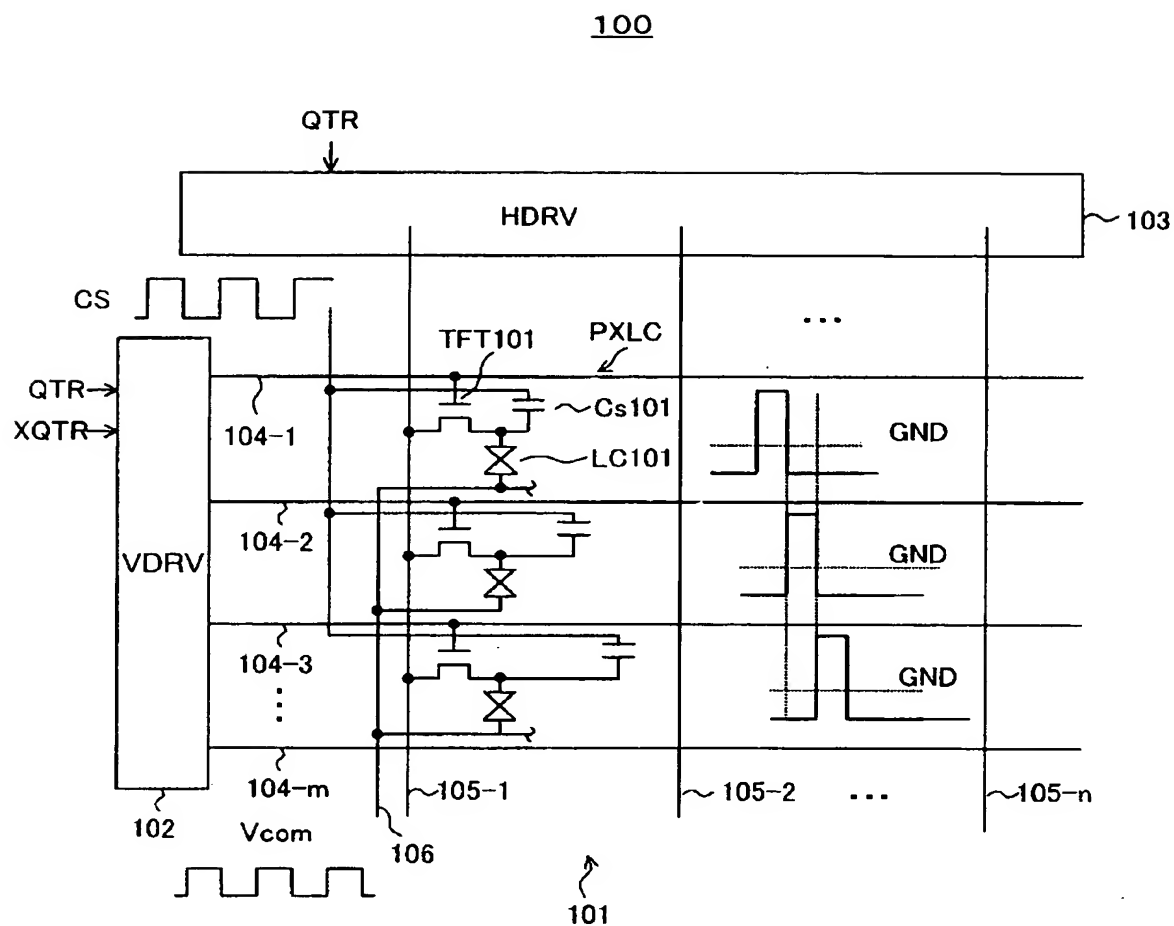 100
QTR
HDRV
103
CS
TFT101
PXLC
...
QTR
XQTR
104-1
Cs101
LC101
GND
104-2
VDRV
GND
104-3
GND
104-m
102
Vcom
106
105-1
105-2
...
105-n
101